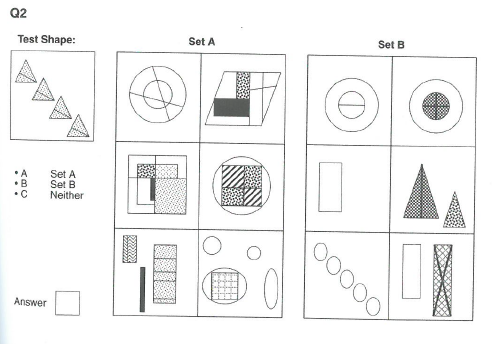 Q2
Test Shape:
Set A
Set B
• A Set A
• B Set B
• C Neither
Answer